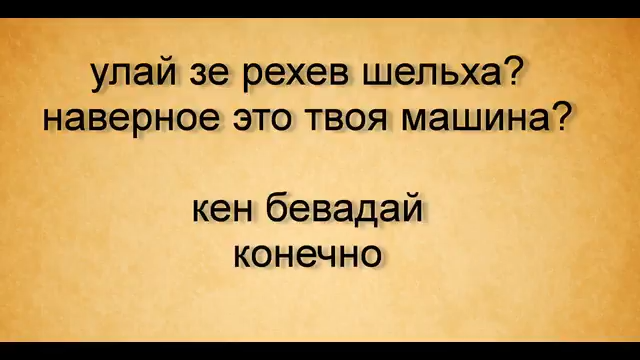 улай зе рехев шельха?
наверное это твоя машина?
кен бевадай
конечно